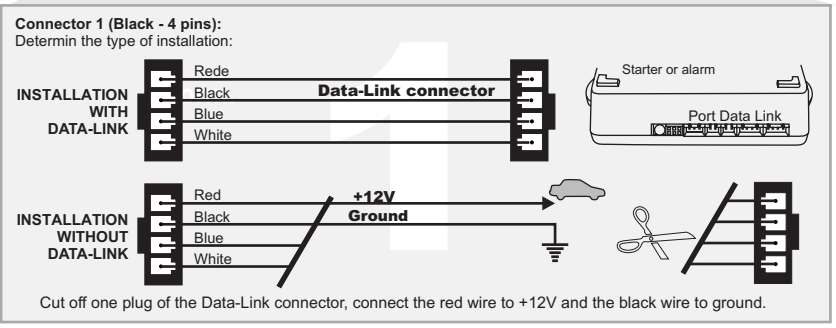 Connector 1 (Black - 4 pins):
Determin the type of installation:
INSTALLATION
WITH
DATA-LINK
Rede
Black
Blue
White
Data-Link connector
Starter or alarm
Port Data Link
1
INSTALLATION
WITHOUT
DATA-LINK
Red
Black
Blue
White
+12V
Ground
Cut off one plug of the Data-Link connector, connect the red wire to +12V and the black wire to ground.